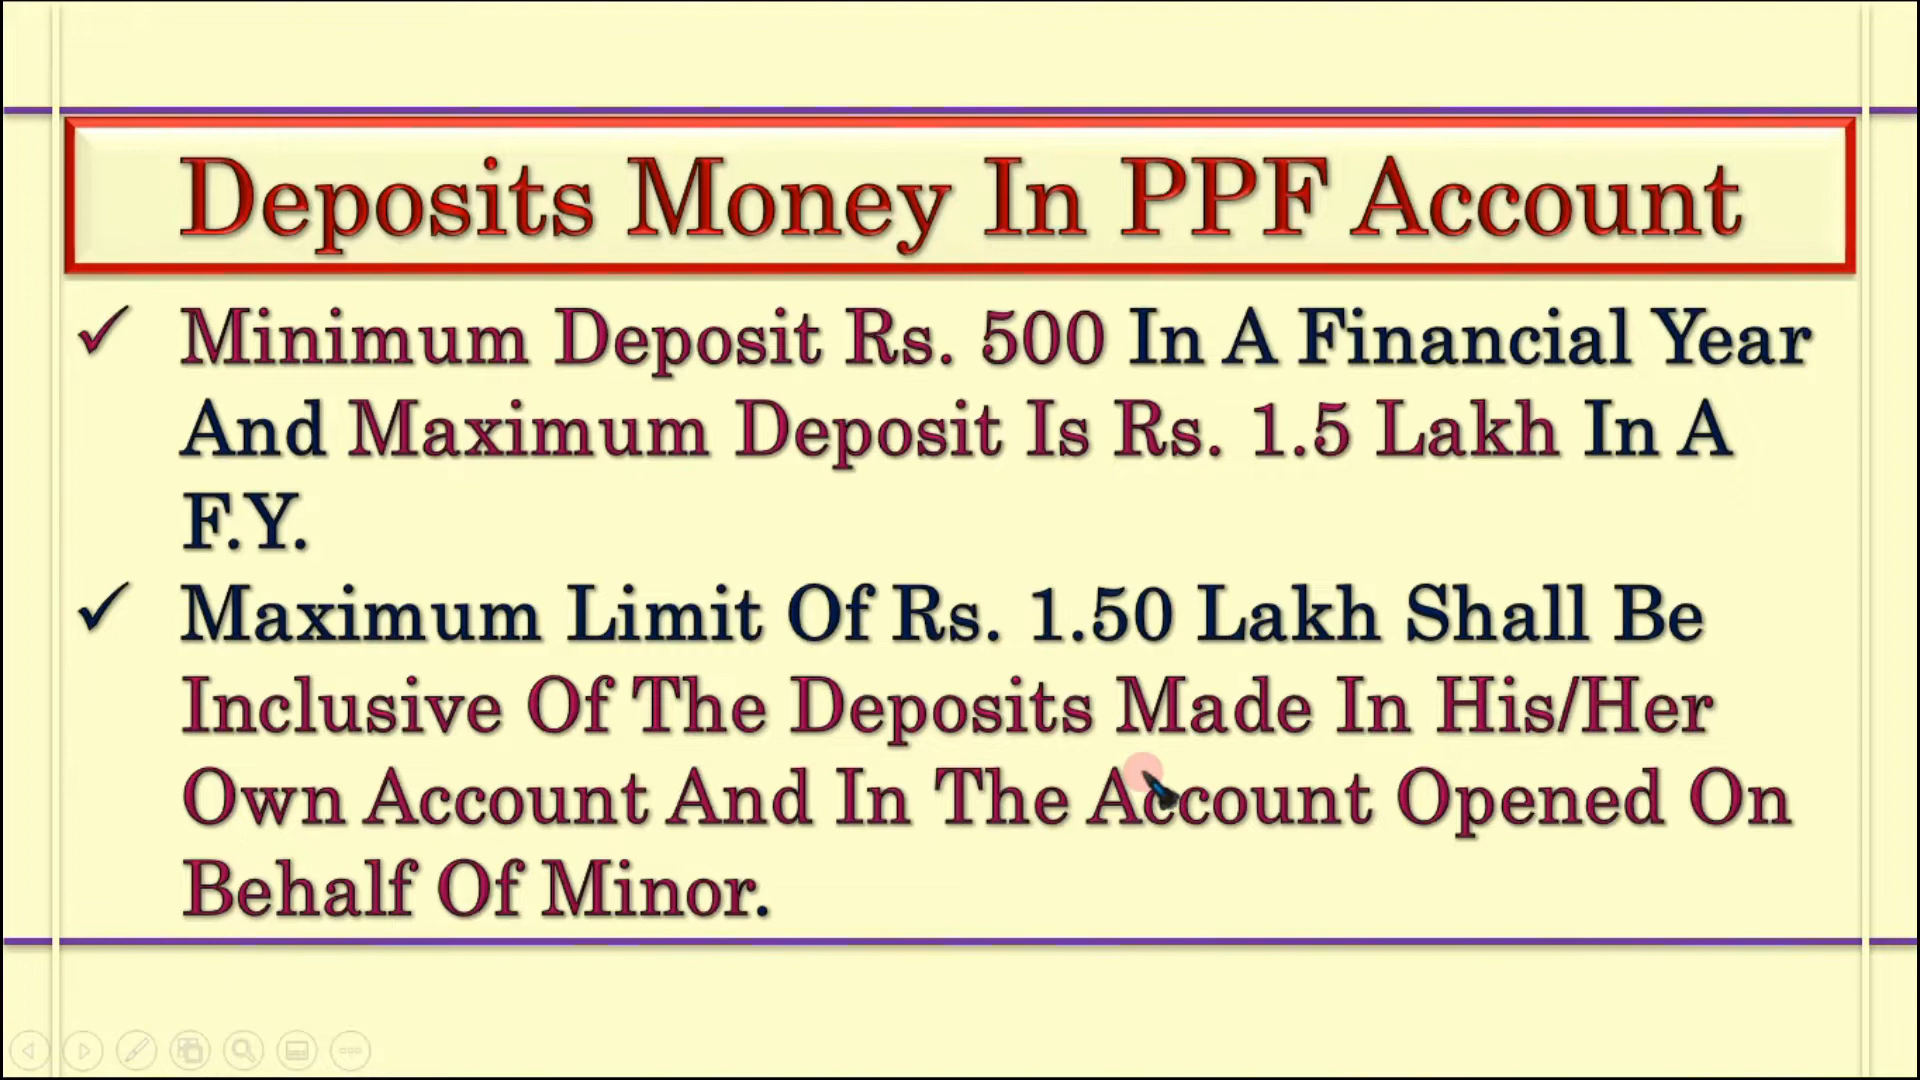 Deposits Money In PPF Account
✓ Minimum Deposit Rs. 500 In A Financial Year
And Maximum Deposit Is Rs. 1.5 Lakh In A
F.Y.
✓ Maximum Limit Of Rs. 1.50 Lakh Shall Be
Inclusive Of The Deposits Made In His/Her
Own Account And In The Account Opened On
Behalf Of Minor.